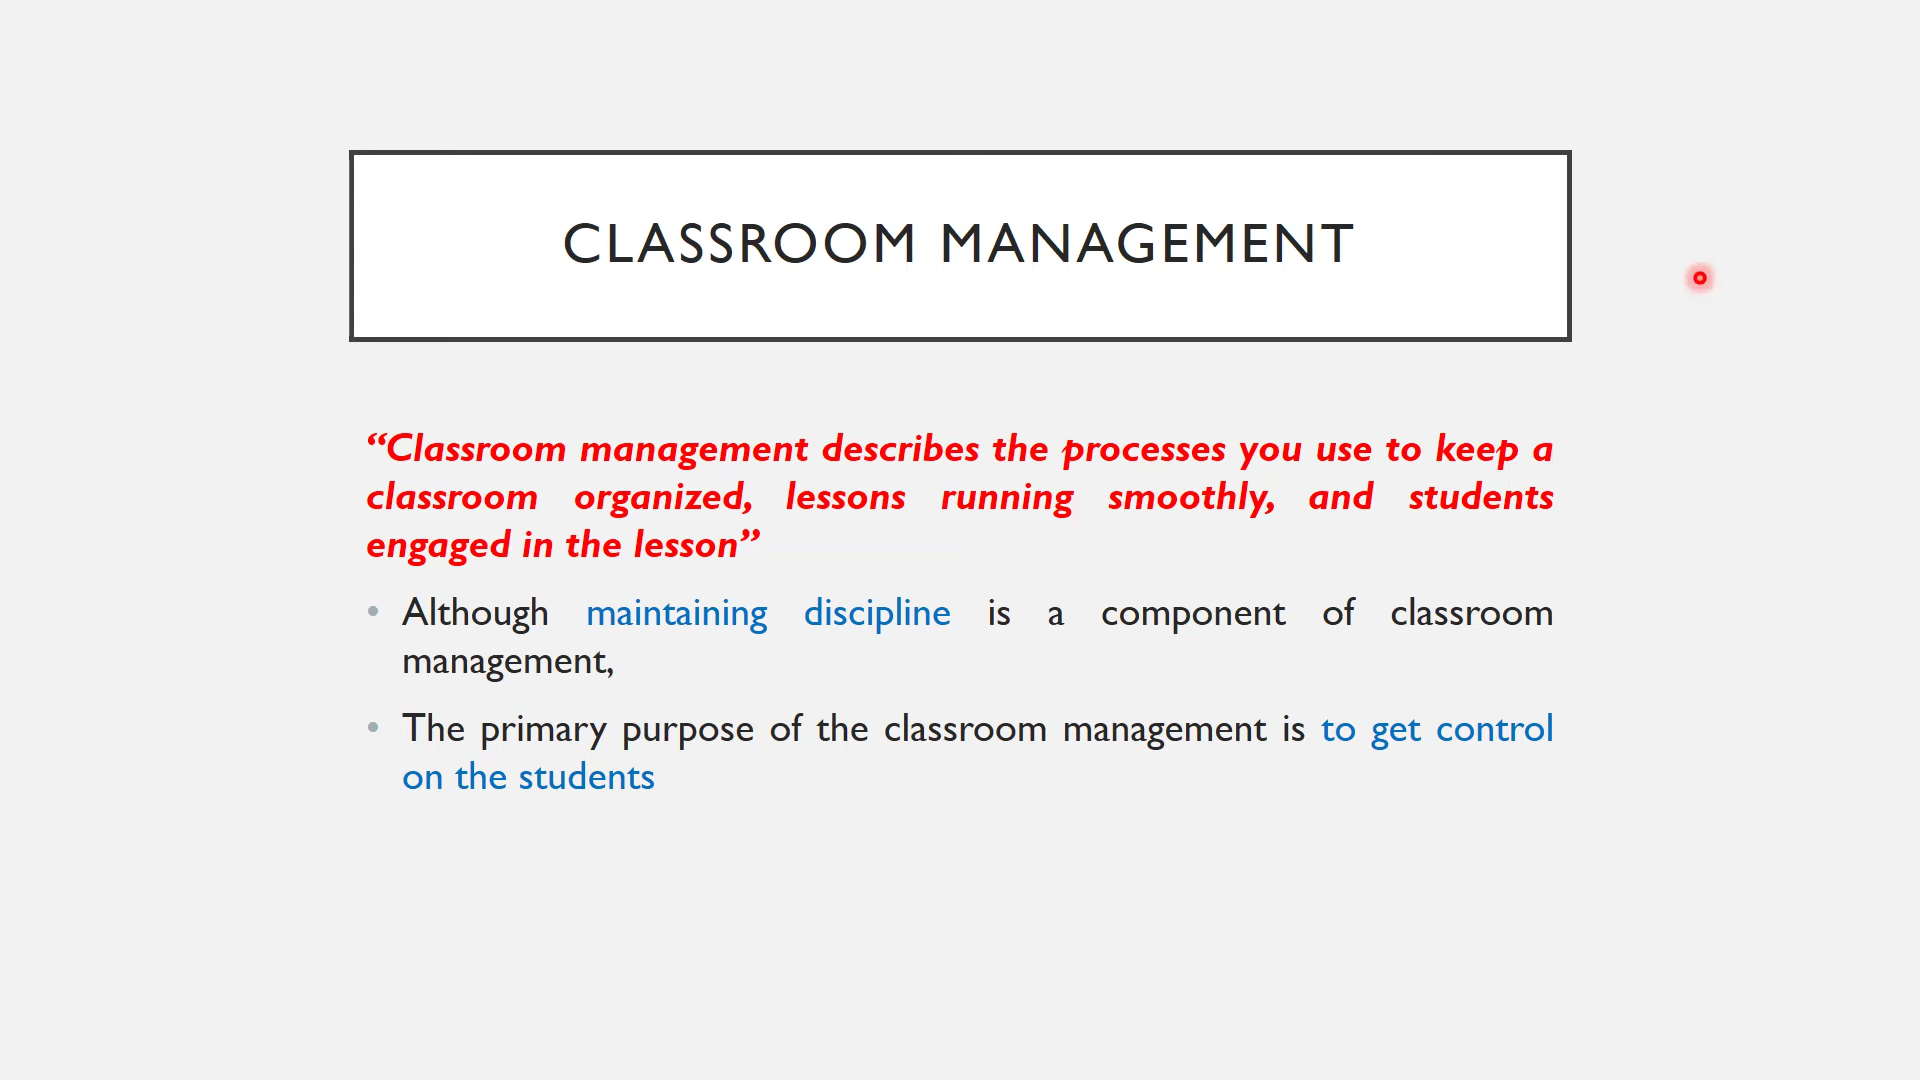 CLASSROOM MANAGEMENT
“Classroom management describes the processes you use to keep a
classroom organized, lessons running smoothly, and students
engaged in the lesson”
• Although maintaining discipline is a component of classroom
management,
• The primary purpose of the classroom management is to get control
on the students